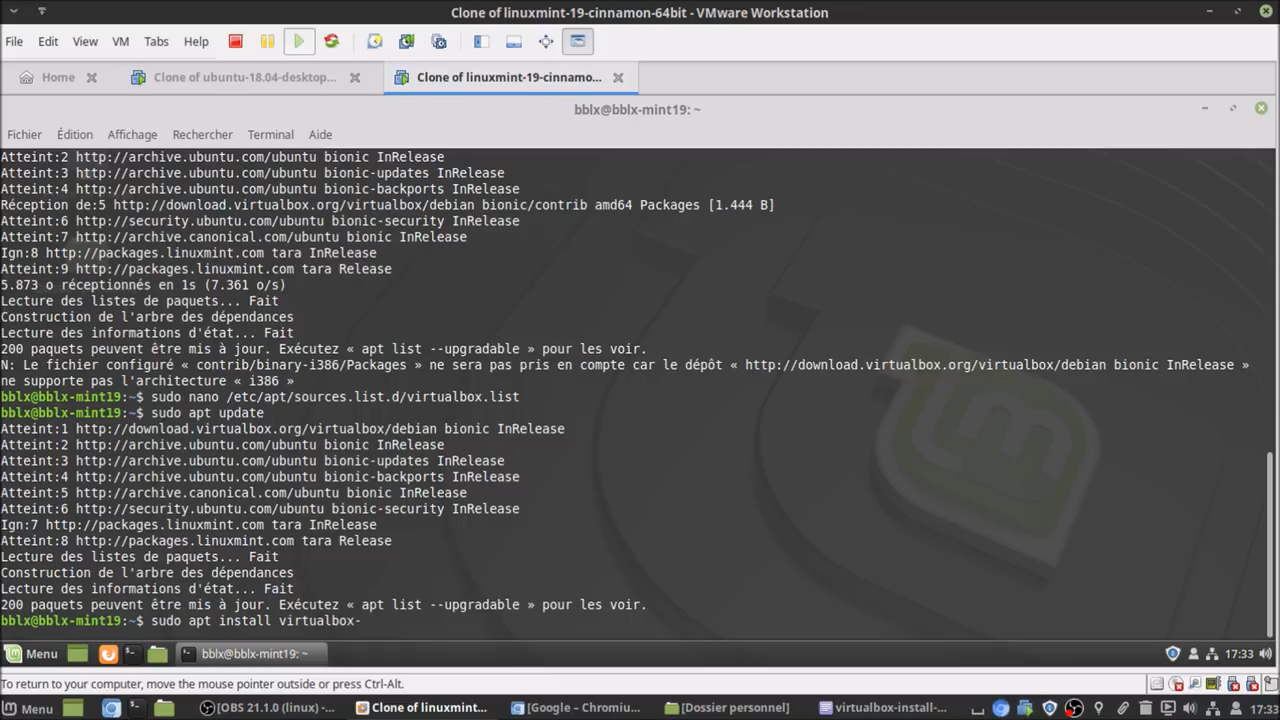 Clone of linuxmint-19-cinnamon-64bit - VMware Workstation
File Edit View VM Tabs Help
Home Clone of ubuntu-18.04-desktop... Clone of linuxmint-19-cinnamo...
bblx@bblx-mint19: ~
Fichier Édition Affichage Rechercher Terminal Aide
Atteint:2 http://archive.ubuntu.com/ubuntu bionic InRelease
Atteint:3 http://archive.ubuntu.com/ubuntu bionic-updates InRelease
Atteint:4 http://archive.ubuntu.com/ubuntu bionic-backports InRelease
Réception de:5 http://download.virtualbox.org/virtualbox/debian bionic/contrib amd64 Packages [1.444 B]
Atteint:6 http://security.ubuntu.com/ubuntu bionic-security InRelease
Atteint:7 http://archive.canonical.com/ubuntu bionic InRelease
Ign:8 http://packages.linuxmint.com tara InRelease
Atteint:9 http://packages.linuxmint.com tara Release
5.873 o réceptionnés en 1s (7.361 o/s)
Lecture des listes de paquets... Fait
Construction de l'arbre des dépendances
Lecture des informations d'état... Fait
200 paquets peuvent être mis à jour. Exécutez « apt list --upgradable » pour les voir.
N: Le fichier configuré « contrib/binary-i386/Packages » ne sera pas pris en compte car le dépôt « http://download.virtualbox.org/virtualbox/debian bionic InRelease »
ne supporte pas l'architecture « i386 »
bblx@bblx-mint19:~$ sudo nano /etc/apt/sources.list.d/virtualbox.list
bblx@bblx-mint19:~$ sudo apt update
Atteint:1 http://download.virtualbox.org/virtualbox/debian bionic InRelease
Atteint:2 http://archive.ubuntu.com/ubuntu bionic InRelease
Atteint:3 http://archive.ubuntu.com/ubuntu bionic-updates InRelease
Atteint:4 http://archive.ubuntu.com/ubuntu bionic-backports InRelease
Atteint:5 http://archive.canonical.com/ubuntu bionic InRelease
Atteint:6 http://security.ubuntu.com/ubuntu bionic-security InRelease
Ign:7 http://packages.linuxmint.com tara InRelease
Atteint:8 http://packages.linuxmint.com tara Release
Lecture des listes de paquets... Fait
Construction de l'arbre des dépendances
Lecture des informations d'état... Fait
200 paquets peuvent être mis à jour. Exécutez « apt list --upgradable » pour les voir.
bblx@bblx-mint19:~$ sudo apt install virtualbox-
Menu bblx@bblx-mint19: ~ 17:33
To return to your computer, move the mouse pointer outside or press Ctrl-Alt.
Menu [OBS 21.1.0 (linux) -... Clone of linuxmint-19-cinnam... [Google – Chromiu... [Dossier personnel] virtualbox-install-... 17:33